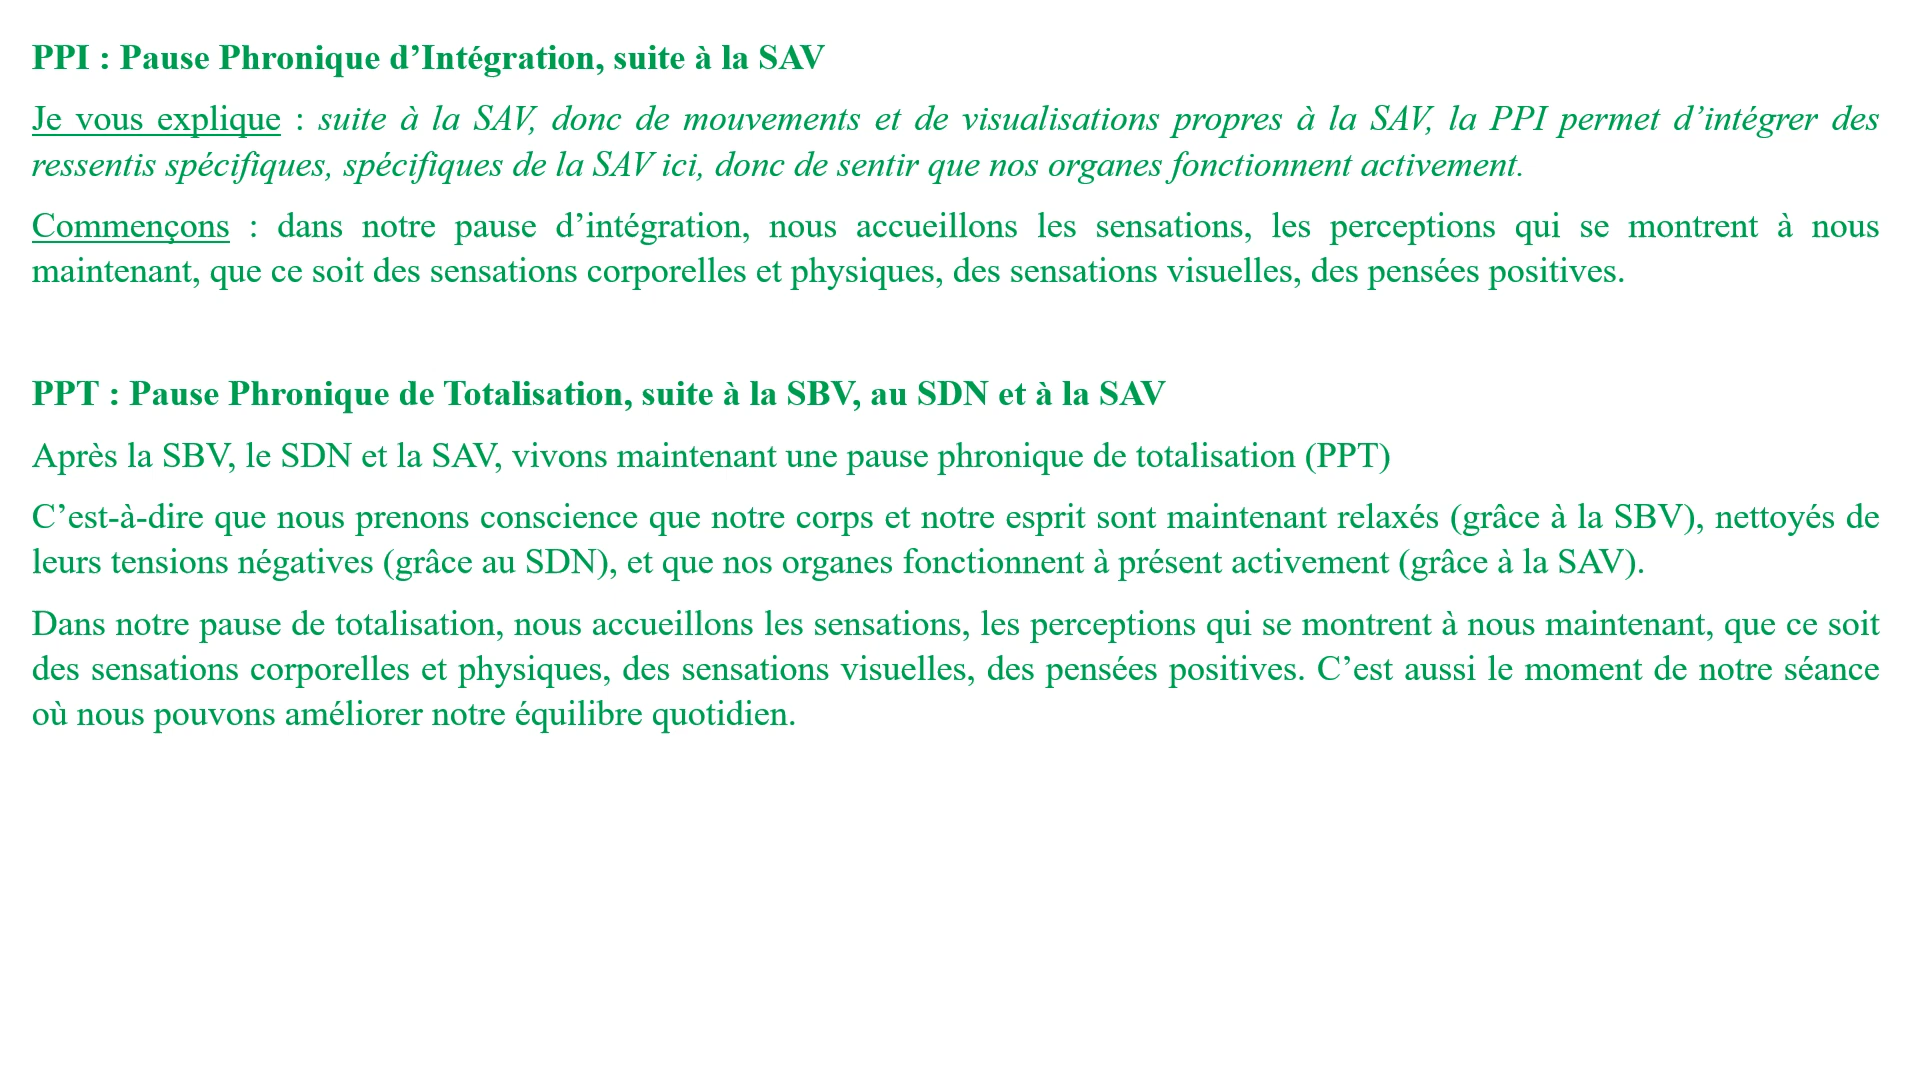 PPI : Pause Phronique d’Intégration, suite à la SAV
Je vous explique : suite à la SAV, donc de mouvements et de visualisations propres à la SAV, la PPI permet d’intégrer des
ressentis spécifiques, spécifiques de la SAV ici, donc de sentir que nos organes fonctionnent activement.
Commençons : dans notre pause d’intégration, nous accueillons les sensations, les perceptions qui se montrent à nous
maintenant, que ce soit des sensations corporelles et physiques, des sensations visuelles, des pensées positives.
PPT : Pause Phronique de Totalisation, suite à la SBV, au SDN et à la SAV
Après la SBV, le SDN et la SAV, vivons maintenant une pause phronique de totalisation (PPT)
C’est-à-dire que nous prenons conscience que notre corps et notre esprit sont maintenant relaxés (grâce à la SBV), nettoyés de
leurs tensions négatives (grâce au SDN), et que nos organes fonctionnent à présent activement (grâce à la SAV).
Dans notre pause de totalisation, nous accueillons les sensations, les perceptions qui se montrent à nous maintenant, que ce soit
des sensations corporelles et physiques, des sensations visuelles, des pensées positives. C’est aussi le moment de notre séance
où nous pouvons améliorer notre équilibre quotidien.